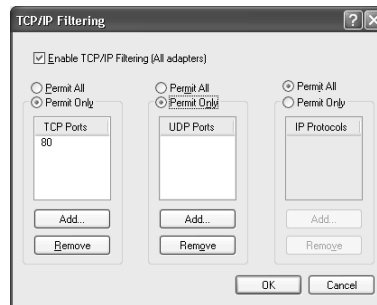 TCP/IP Filtering
Enable TCP/IP Filtering (All adapters)
Permit All
Permit Only
TCP Ports
80
Add...
Remove
Permit All
Permit Only
UDP Ports
Add...
Remove
Permit All
Permit Only
IP Protocols
Add...
Remove
OK
Cancel